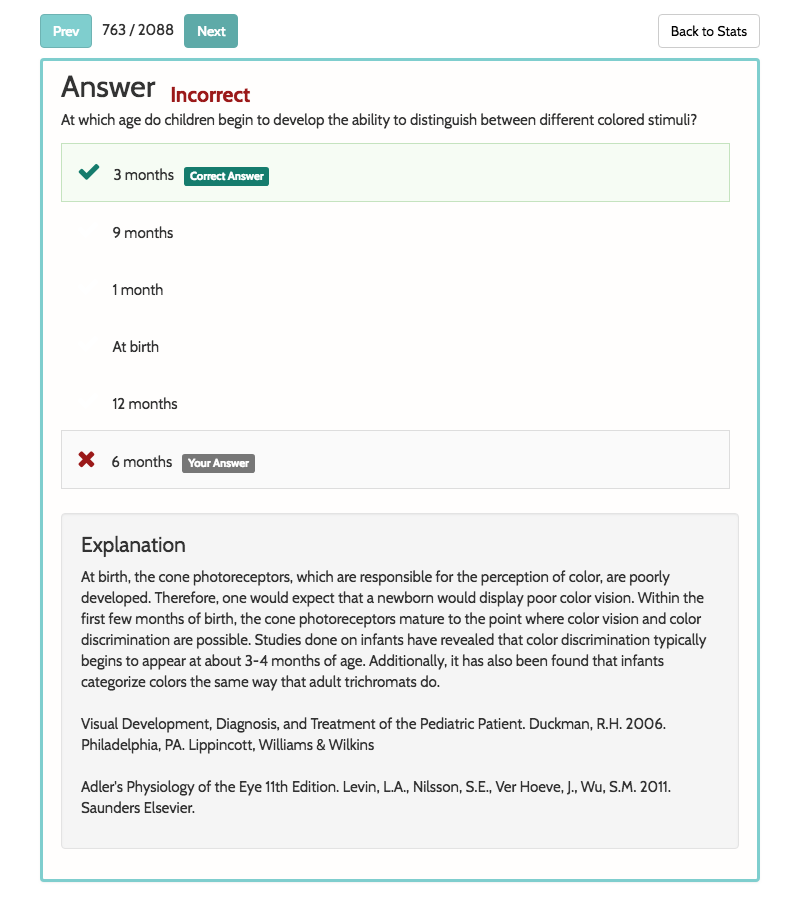 Prev 763 / 2088 Next Back to Stats
Answer Incorrect
At which age do children begin to develop the ability to distinguish between different colored stimuli?
3 months Correct Answer
9 months
1 month
At birth
12 months
6 months Your Answer
Explanation
At birth, the cone photoreceptors, which are responsible for the perception of color, are poorly
developed. Therefore, one would expect that a newborn would display poor color vision. Within the
first few months of birth, the cone photoreceptors mature to the point where color vision and color
discrimination are possible. Studies done on infants have revealed that color discrimination typically
begins to appear at about 3-4 months of age. Additionally, it has also been found that infants
categorize colors the same way that adult trichromats do.
Visual Development, Diagnosis, and Treatment of the Pediatric Patient. Duckman, R.H. 2006.
Philadelphia, PA. Lippincott, Williams & Wilkins
Adler's Physiology of the Eye 11th Edition. Levin, L.A., Nilsson, S.E., Ver Hoeve, J., Wu, S.M. 2011.
Saunders Elsevier.